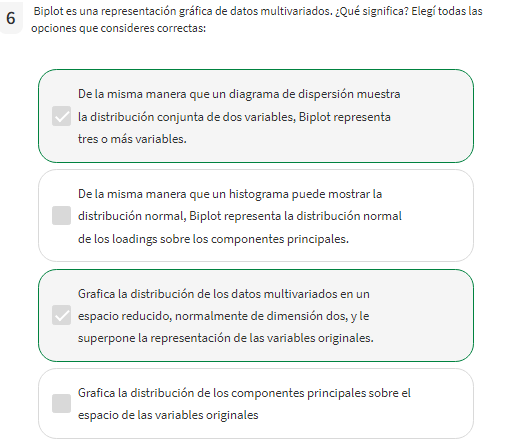 6
Biplot es una representación gráfica de datos multivariados. ¿Qué significa? Elegí todas las
opciones que consideres correctas:
De la misma manera que un diagrama de dispersión muestra
la distribución conjunta de dos variables, Biplot representa
tres o más variables.
De la misma manera que un histograma puede mostrar la
distribución normal, Biplot representa la distribución normal
de los loadings sobre los componentes principales.
Grafica la distribución de los datos multivariados en un
espacio reducido, normalmente de dimensión dos, y le
superpone la representación de las variables originales.
Grafica la distribución de los componentes principales sobre el
espacio de las variables originales